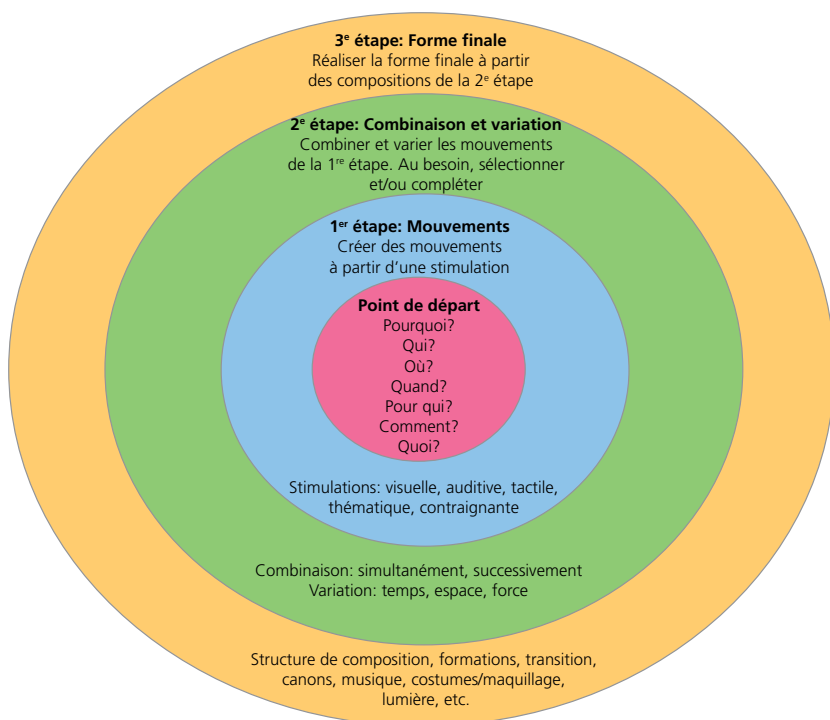 3e étape: Forme finale
Réaliser la forme finale à partir
des compositions de la 2e étape
2e étape: Combinaison et variation
Combiner et varier les mouvements
de la 1re étape. Au besoin, sélectionner
et/ou compléter
1er étape: Mouvements
Créer des mouvements
à partir d’une stimulation
Point de départ
Pourquoi?
Qui?
Où?
Quand?
Pour qui?
Comment?
Quoi?
Stimulations: visuelle, auditive, tactile,
thématique, contraignante
Combinaison: simultanément, successivement
Variation: temps, espace, force
Structure de composition, formations, transition,
canons, musique, costumes/maquillage,
lumière, etc.